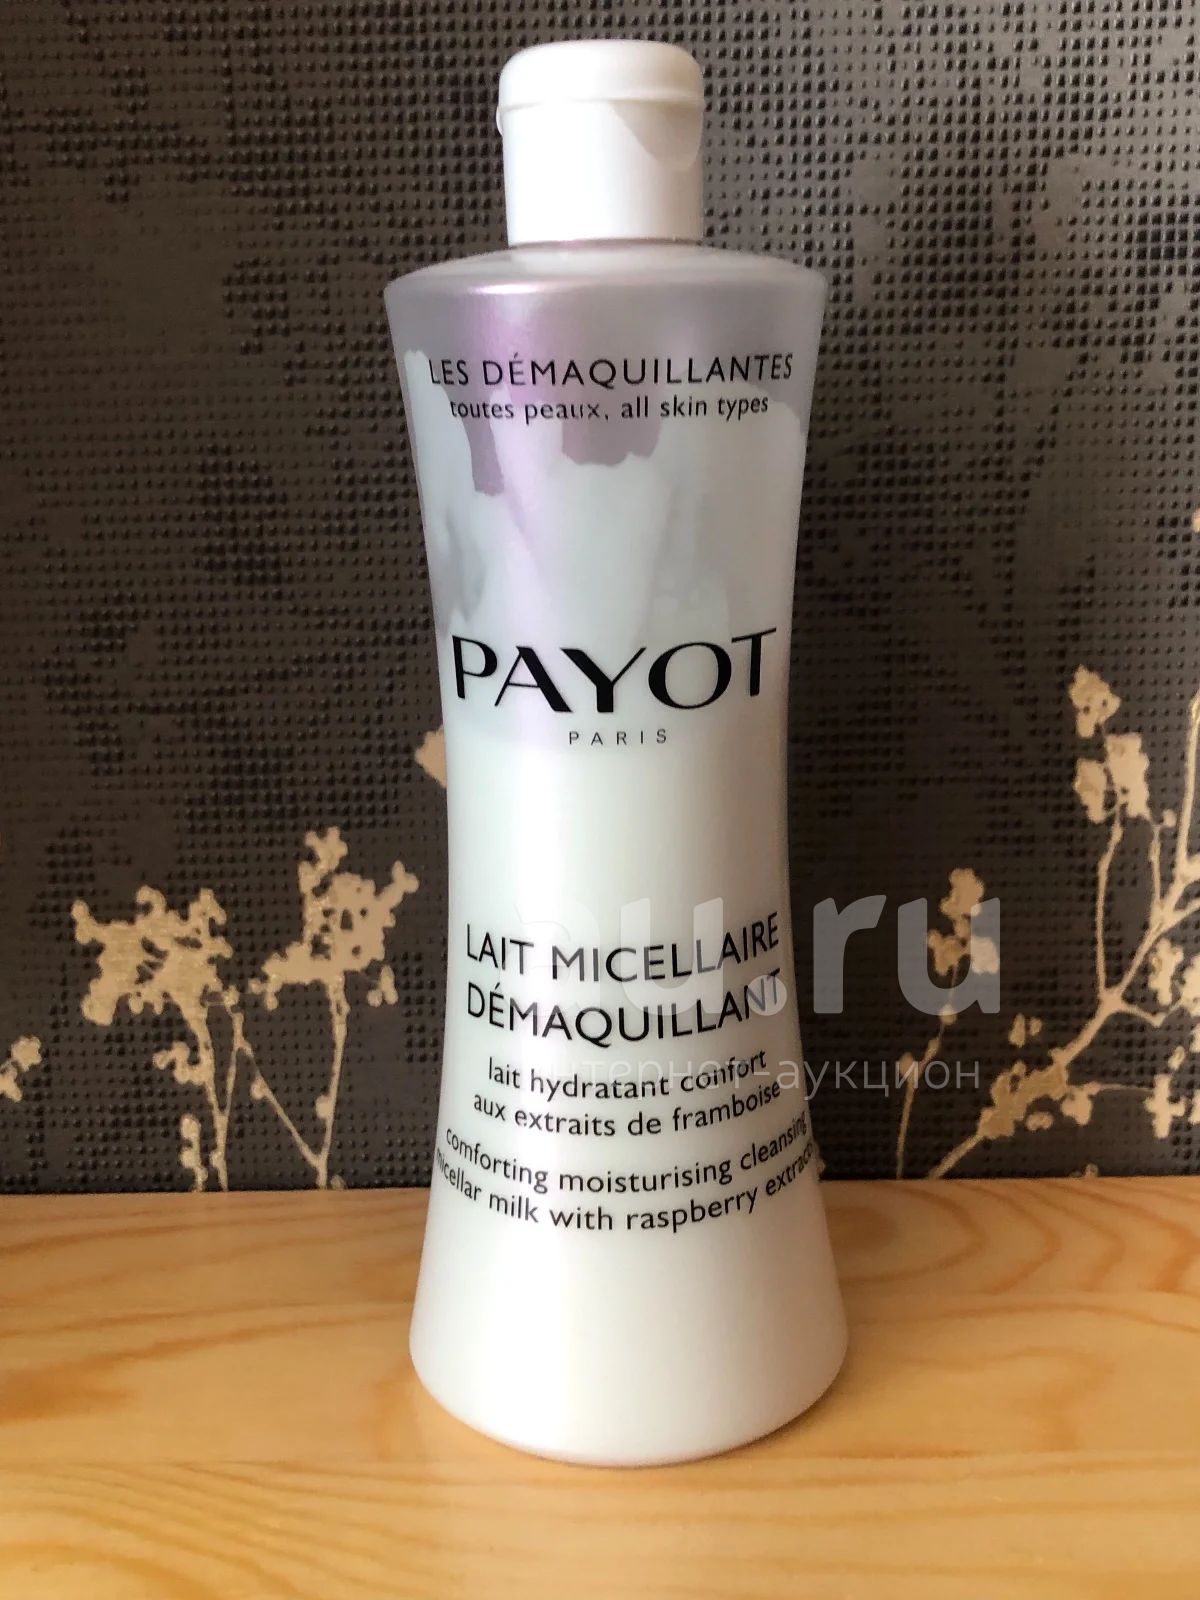 LES DÉMAQUILLANTES
toutes peaux, all skin types
PAYOT
PARIS
LAIT MICELLAIRE
DÉMAQUILLANT
lait hydratant confort
aux extraits de framboise
comforting moisturising cleansing
micellar milk with raspberry
au.ru
интернет-аукцион